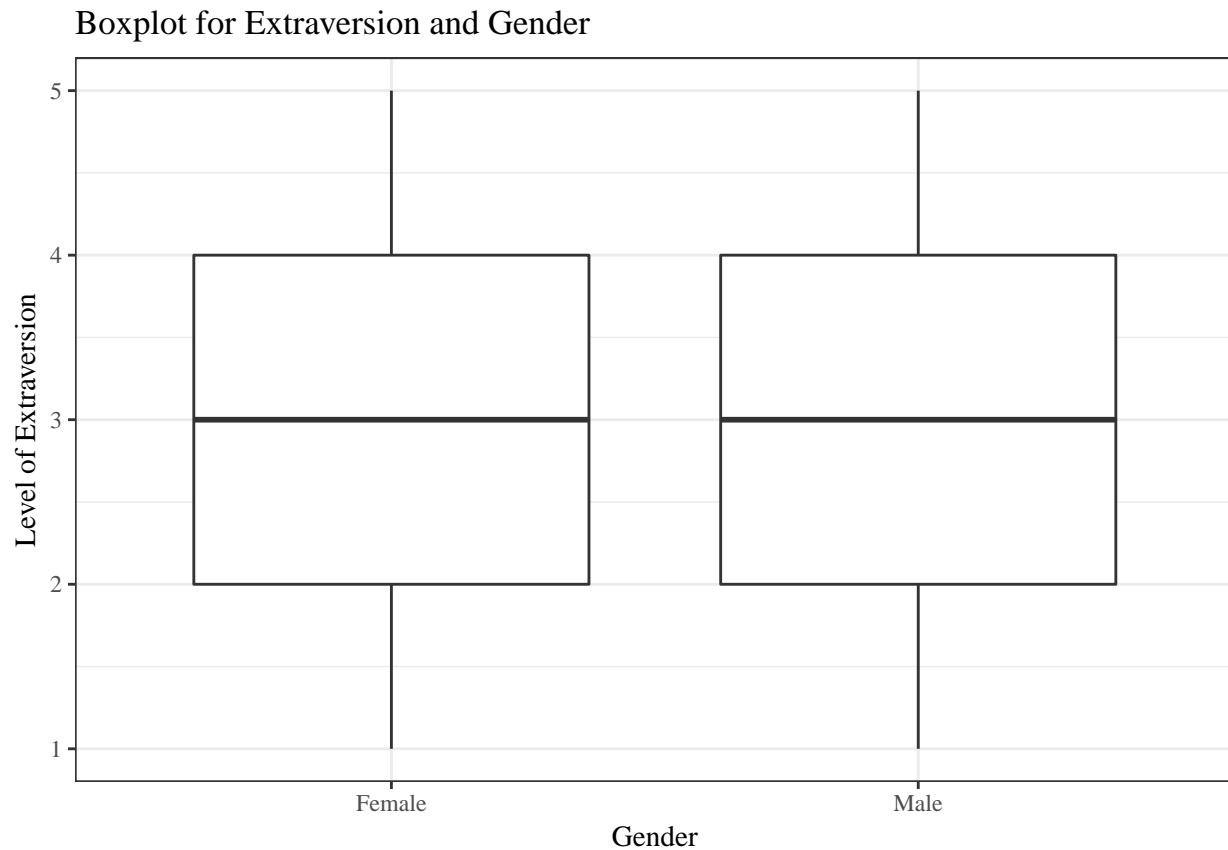 Boxplot for Extraversion and Gender
5
4
3
2
1
Level of Extraversion
Female Male
Gender